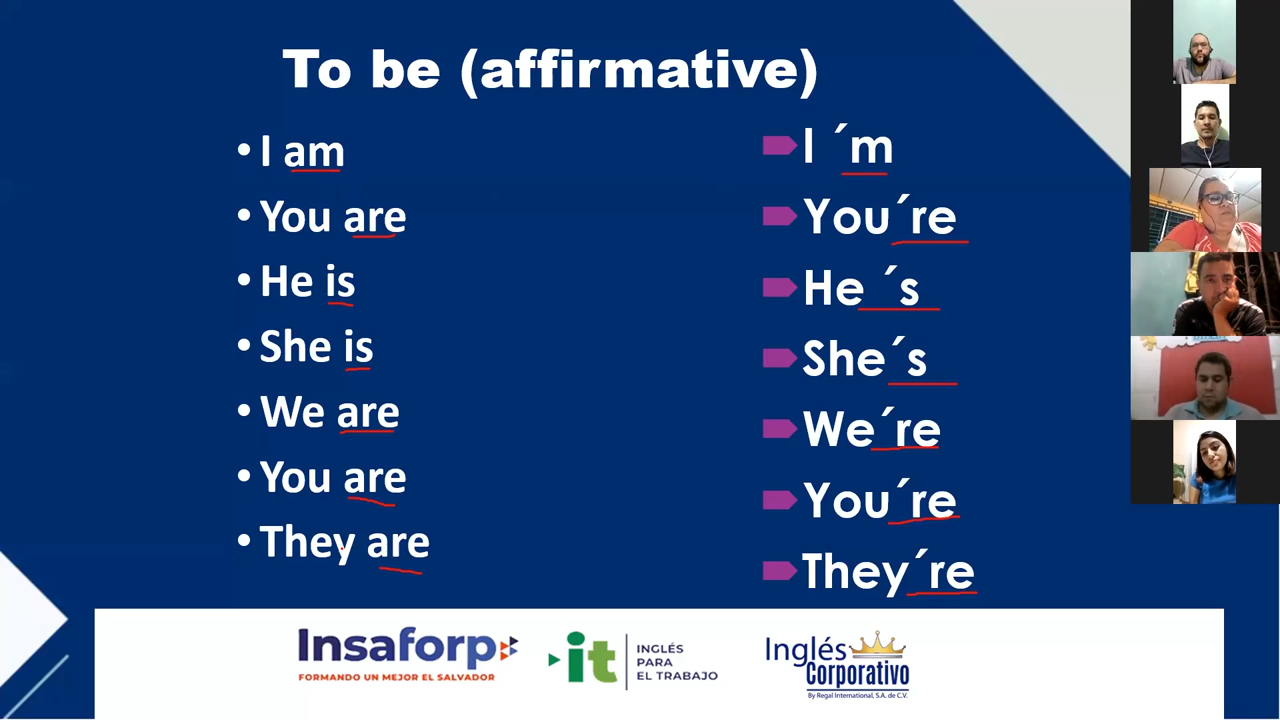 To be (affirmative)
• I am
• You are
• He is
• She is
• We are
• You are
• They are
I ´m
You´re
He ´s
She´s
We´re
You´re
They´re
Insaforp
FORMANDO UN MEJOR EL SALVADOR
it
INGLÉS
PARA
EL TRABAJO
Inglés
Corporativo
By Regal International, S.A. de C.V.